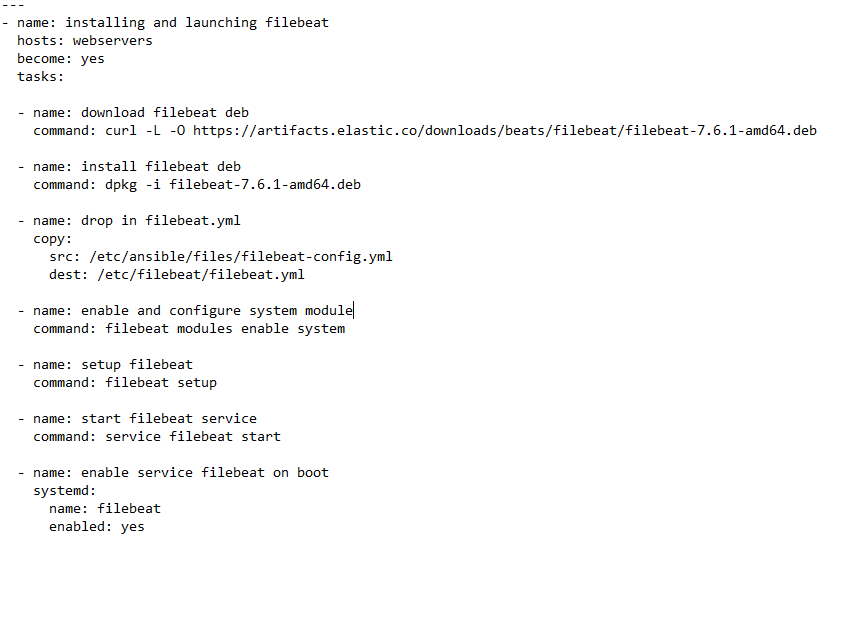 ---
- name: installing and launching filebeat
  hosts: webservers
  become: yes
  tasks:

  - name: download filebeat deb
    command: curl -L -O https://artifacts.elastic.co/downloads/beats/filebeat/filebeat-7.6.1-amd64.deb

  - name: install filebeat deb
    command: dpkg -i filebeat-7.6.1-amd64.deb

  - name: drop in filebeat.yml
    copy:
      src: /etc/ansible/files/filebeat-config.yml
      dest: /etc/filebeat/filebeat.yml

  - name: enable and configure system module
    command: filebeat modules enable system

  - name: setup filebeat
    command: filebeat setup

  - name: start filebeat service
    command: service filebeat start

  - name: enable service filebeat on boot
    systemd:
      name: filebeat
      enabled: yes